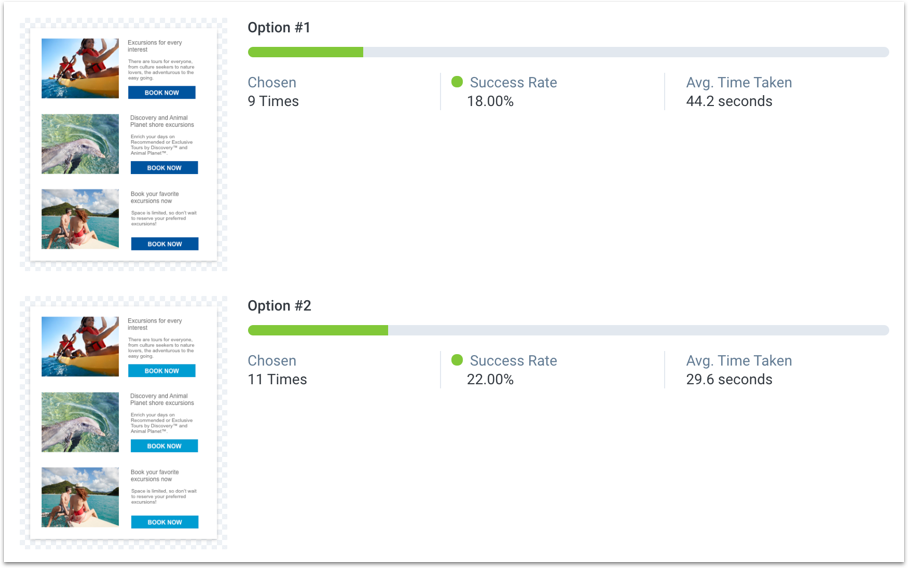 Option #1
Excursions for every
interest
There are tours for everyone,
from culture seekers to nature
lovers, the adventurous to the
easy going.
BOOK NOW
Discovery and Animal
Planet shore excursions
Enrich your days on
Recommended or Exclusive
Tours by Discovery™ and
Animal Planet™.
BOOK NOW
Book your favorite
excursions now
Space is limited, so don't wait
to reserve your preferred
excursions!
BOOK NOW
Chosen
9 Times
Success Rate
18.00%
Avg. Time Taken
44.2 seconds
Option #2
Excursions for every
interest
There are tours for everyone,
from culture seekers to nature
lovers, the adventurous to the
easy going.
BOOK NOW
Discovery and Animal
Planet shore excursions
Enrich your days on
Recommended or Exclusive
Tours by Discovery™ and
Animal Planet™.
BOOK NOW
Book your favorite
excursions now
Space is limited, so don't wait
to reserve your preferred
excursions!
BOOK NOW
Chosen
11 Times
Success Rate
22.00%
Avg. Time Taken
29.6 seconds